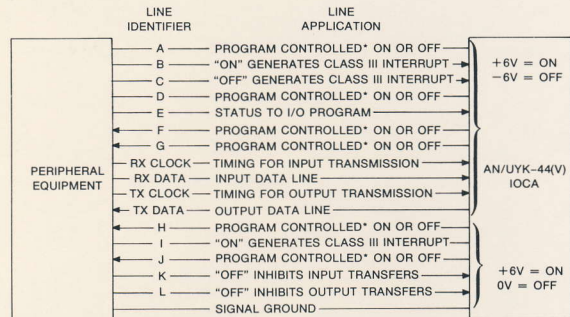 LINE IDENTIFIER
LINE APPLICATION
A PROGRAM CONTROLLED* ON OR OFF
B "ON" GENERATES CLASS III INTERRUPT
C "OFF" GENERATES CLASS III INTERRUPT
D PROGRAM CONTROLLED* ON OR OFF
E STATUS TO I/O PROGRAM
F PROGRAM CONTROLLED* ON OR OFF
G PROGRAM CONTROLLED* ON OR OFF
RX CLOCK TIMING FOR INPUT TRANSMISSION
RX DATA INPUT DATA LINE
TX CLOCK TIMING FOR OUTPUT TRANSMISSION
TX DATA OUTPUT DATA LINE
H PROGRAM CONTROLLED* ON OR OFF
I "ON" GENERATES CLASS III INTERRUPT
J PROGRAM CONTROLLED* ON OR OFF
K "OFF" INHIBITS INPUT TRANSFERS
L "OFF" INHIBITS OUTPUT TRANSFERS
SIGNAL GROUND
PERIPHERAL
EQUIPMENT
+6V = ON
−6V = OFF
AN/UYK-44(V)
IOCA
+6V = ON
0V = OFF